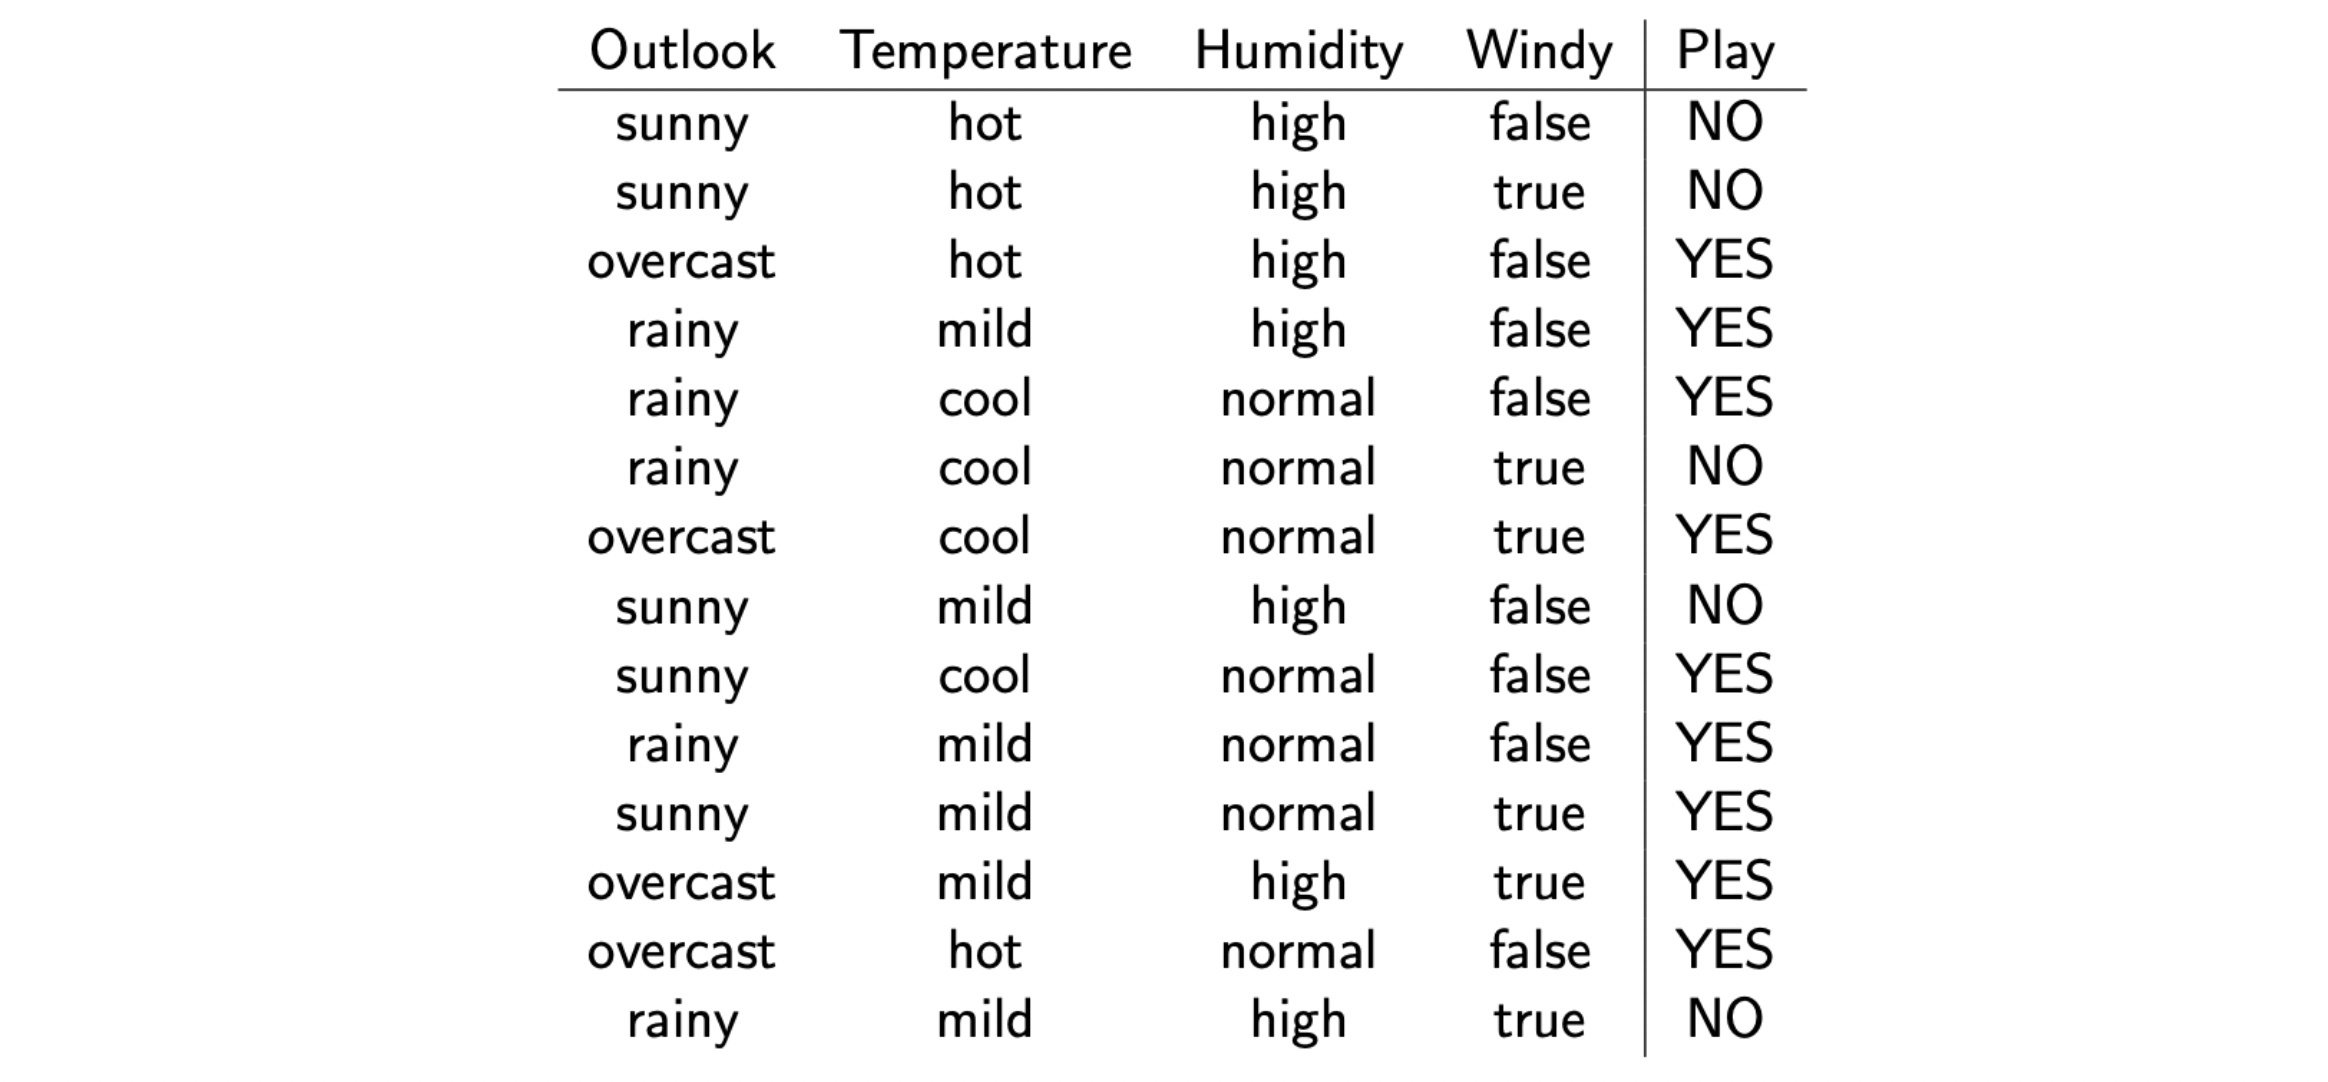 Outlook Temperature Humidity Windy Play
sunny hot high false NO
sunny hot high true NO
overcast hot high false YES
rainy mild high false YES
rainy cool normal false YES
rainy cool normal true NO
overcast cool normal true YES
sunny mild high false NO
sunny cool normal false YES
rainy mild normal false YES
sunny mild normal true YES
overcast mild high true YES
overcast hot normal false YES
rainy mild high true NO